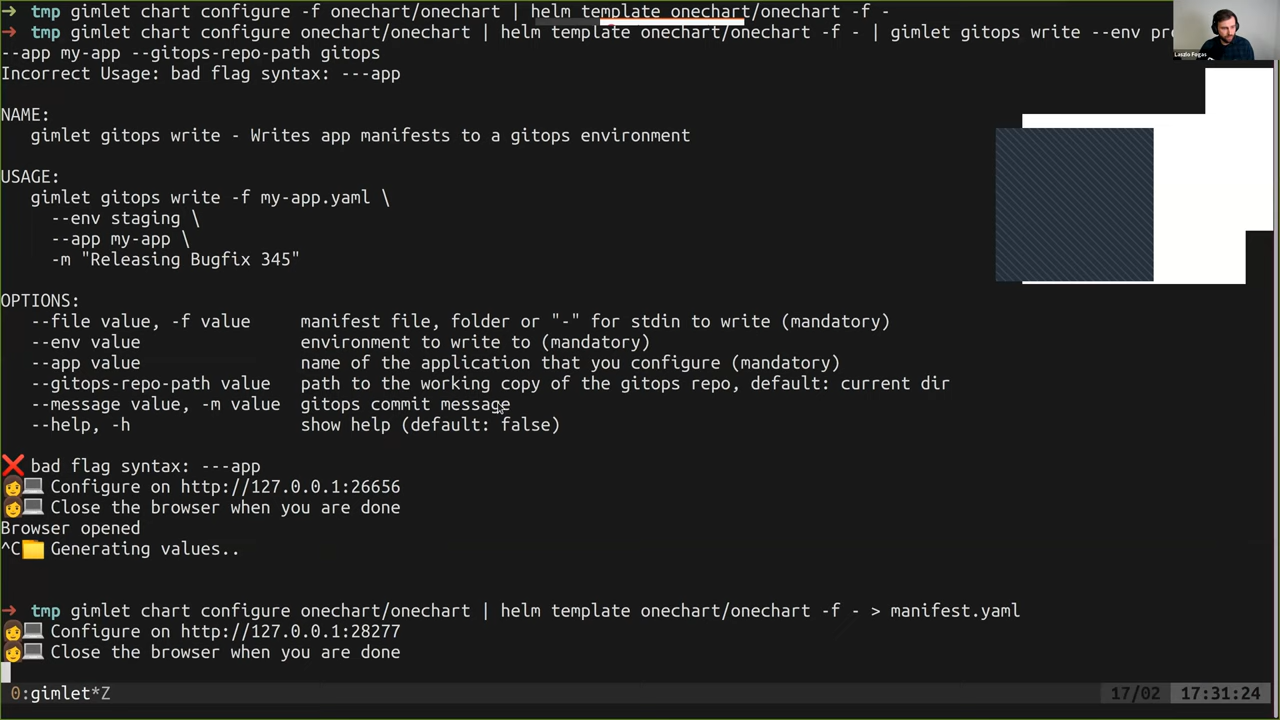 → tmp gimlet chart configure -f onechart/onechart | helm template onechart/onechart -f -
→ tmp gimlet chart configure onechart/onechart | helm template onechart/onechart -f - | gimlet gitops write --env
--app my-app --gitops-repo-path gitops
Incorrect Usage: bad flag syntax: ---app
NAME:
gimlet gitops write - Writes app manifests to a gitops environment
USAGE:
gimlet gitops write -f my-app.yaml \
--env staging \
--app my-app \
-m "Releasing Bugfix 345"
OPTIONS:
--file value, -f value manifest file, folder or "-" for stdin to write (mandatory)
--env value environment to write to (mandatory)
--app value name of the application that you configure (mandatory)
--gitops-repo-path value path to the working copy of the gitops repo, default: current dir
--message value, -m value gitops commit message
--help, -h show help (default: false)
❌ bad flag syntax: ---app
👩‍💻 Configure on http://127.0.0.1:26656
👩‍💻 Close the browser when you are done
Browser opened
^C📁 Generating values..
→ tmp gimlet chart configure onechart/onechart | helm template onechart/onechart -f - > manifest.yaml
👩‍💻 Configure on http://127.0.0.1:28277
👩‍💻 Close the browser when you are done
0:gimlet*Z 17/02 17:31:24